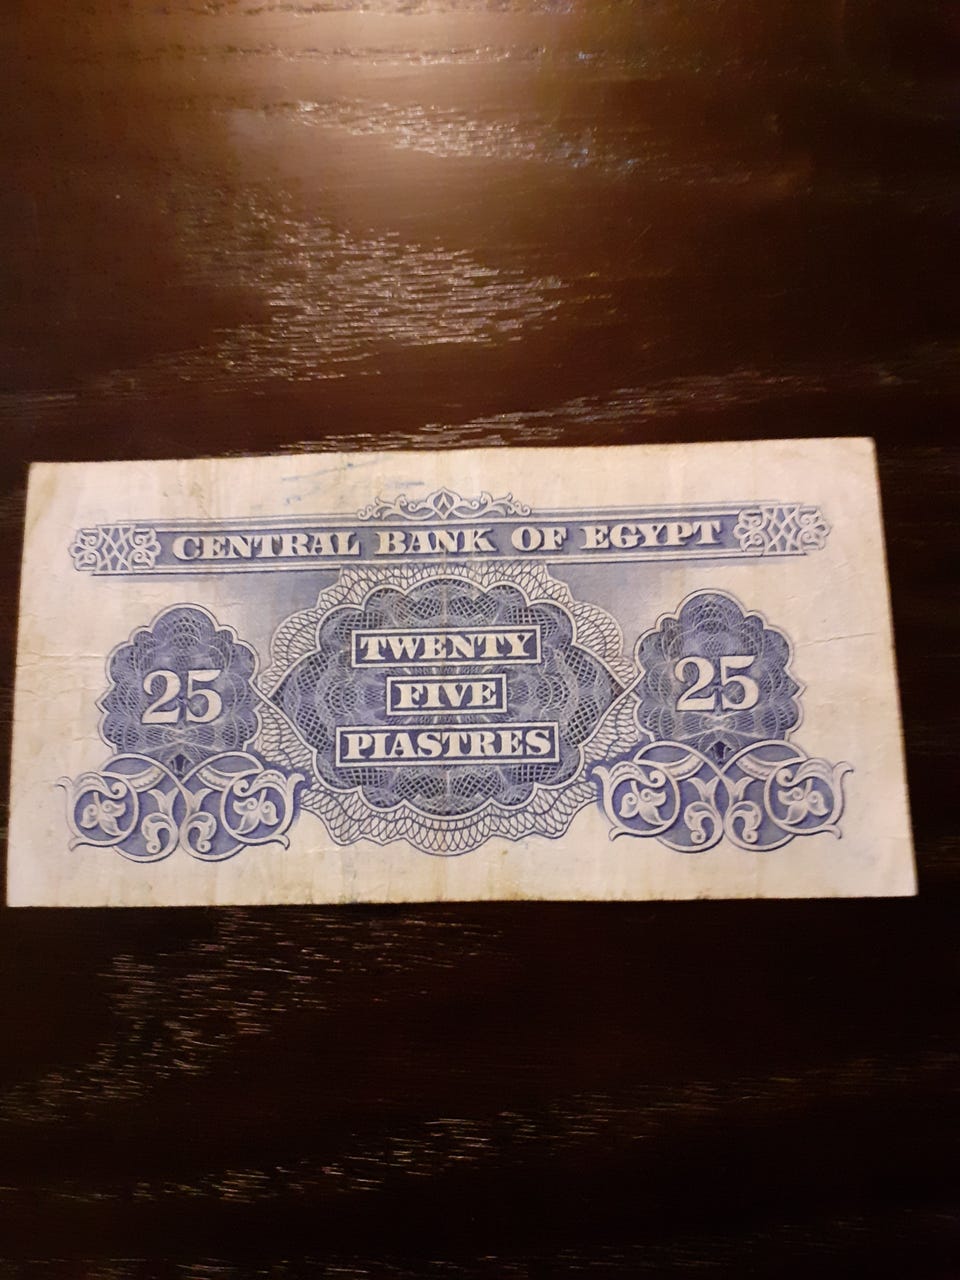 CENTRAL BANK OF EGYPT
25
TWENTY
FIVE
PIASTRES
25